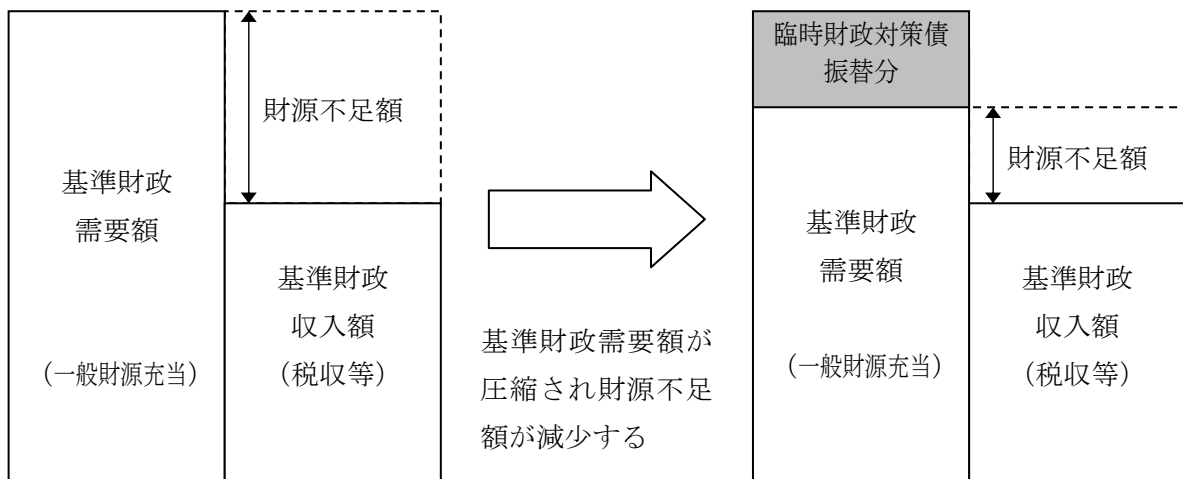 財源不足額
基準財政
需要額
(一般財源充当)
基準財政
収入額
(税収等)
基準財政需要額が
圧縮され財源不足
額が減少する
臨時財政対策債
振替分
財源不足額
基準財政
需要額
(一般財源充当)
基準財政
収入額
(税収等)